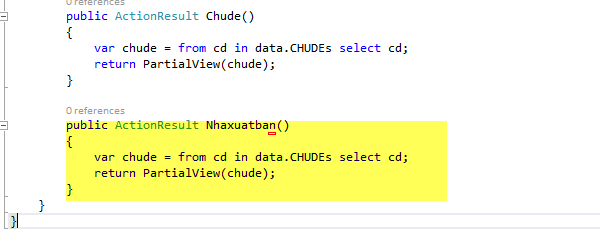 0 references
public ActionResult Chude()
{
var chude = from cd in data.CHUDEs select cd;
return PartialView(chude);
}
0 references
public ActionResult Nhaxuatban()
{
var chude = from cd in data.CHUDEs select cd;
return PartialView(chude);
}
}
}